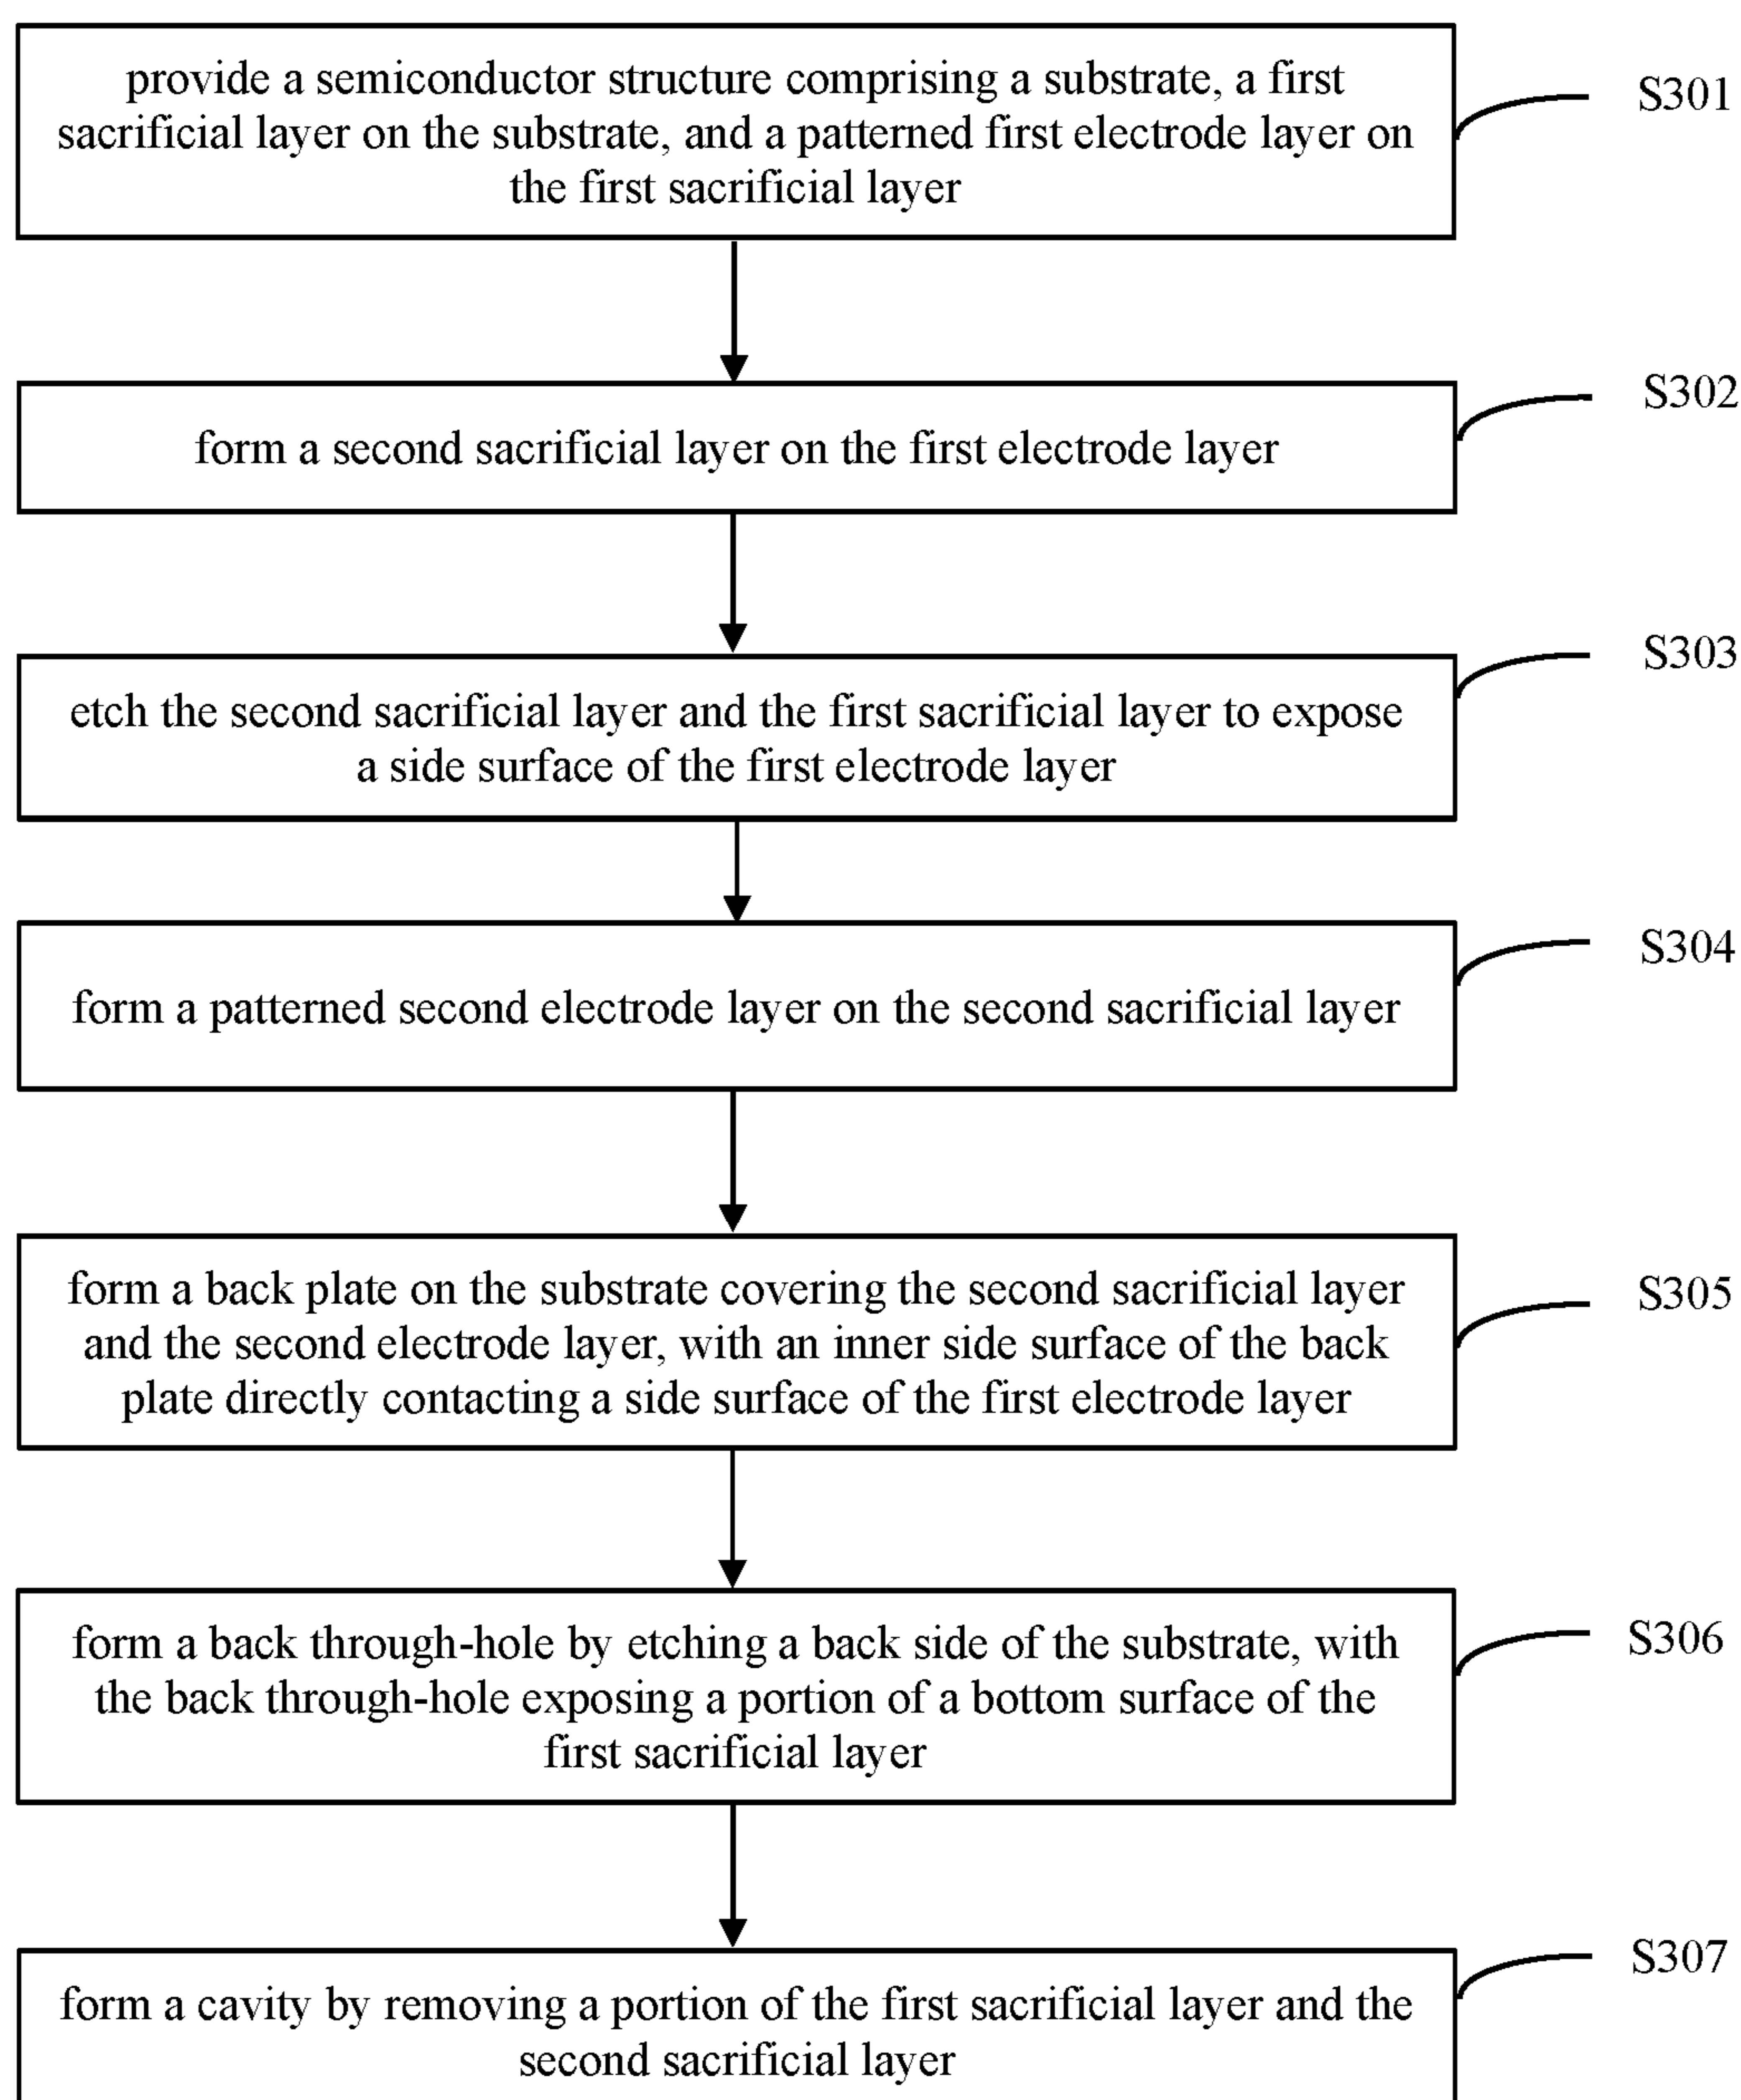 provide a semiconductor structure comprising a substrate, a first
sacrificial layer on the substrate, and a patterned first electrode layer on
the first sacrificial layer
S301
form a second sacrificial layer on the first electrode layer
S302
etch the second sacrificial layer and the first sacrificial layer to expose
a side surface of the first electrode layer
S303
form a patterned second electrode layer on the second sacrificial layer
S304
form a back plate on the substrate covering the second sacrificial layer
and the second electrode layer, with an inner side surface of the back
plate directly contacting a side surface of the first electrode layer
S305
form a back through-hole by etching a back side of the substrate, with
the back through-hole exposing a portion of a bottom surface of the
first sacrificial layer
S306
form a cavity by removing a portion of the first sacrificial layer and the
second sacrificial layer
S307